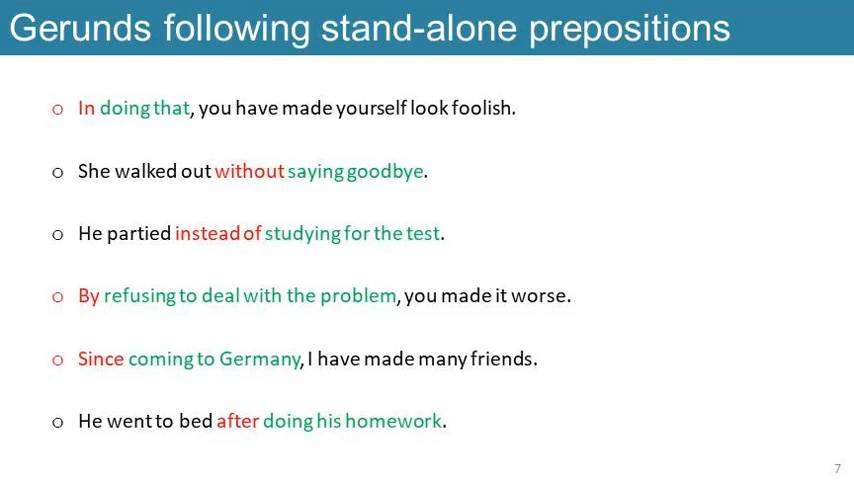 Gerunds following stand-alone prepositions
In doing that, you have made yourself look foolish.
She walked out without saying goodbye.
He partied instead of studying for the test.
By refusing to deal with the problem, you made it worse.
Since coming to Germany, I have made many friends.
He went to bed after doing his homework.
7